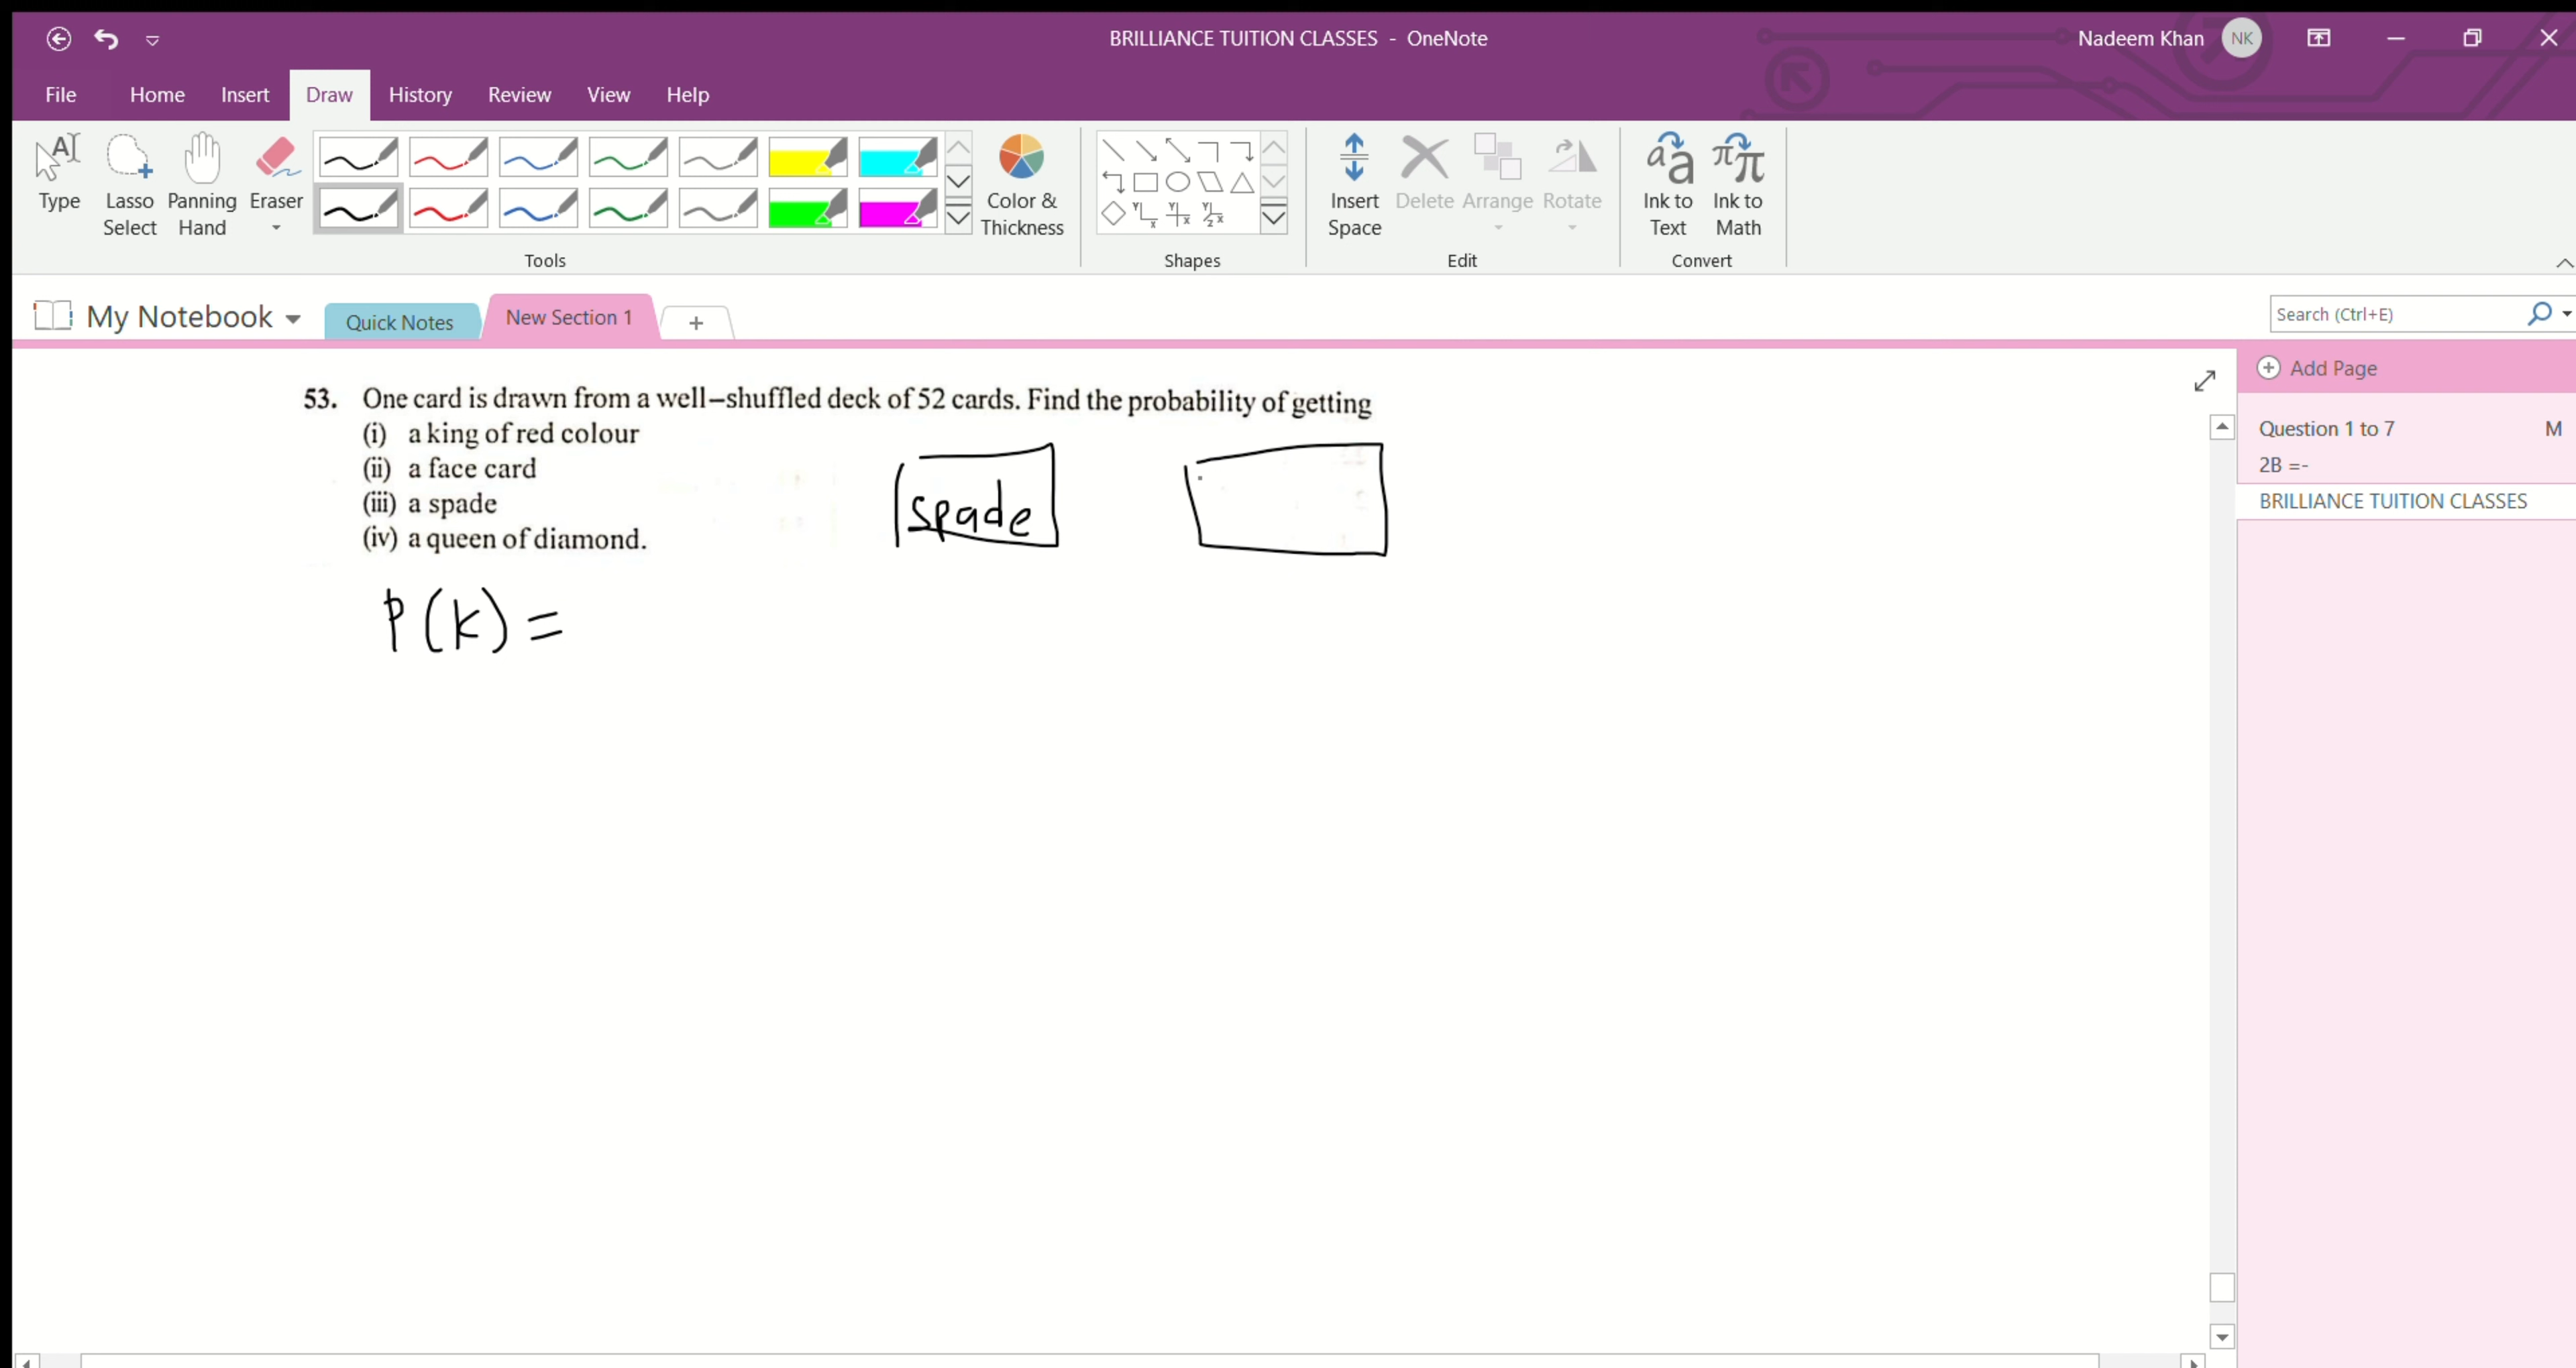 BRILLIANCE TUITION CLASSES - OneNote
Nadeem Khan NK
File Home Insert Draw History Review View Help
Type
Lasso Select
Panning Hand
Eraser
Color & Thickness
Insert Space
Delete
Arrange
Rotate
Ink to Text
Ink to Math
Tools Shapes Edit Convert
My Notebook Quick Notes New Section 1 +
Search (Ctrl+E)
Add Page
Question 1 to 7 M
2B =-
BRILLIANCE TUITION CLASSES
53. One card is drawn from a well-shuffled deck of 52 cards. Find the probability of getting
(i) a king of red colour
(ii) a face card
(iii) a spade
(iv) a queen of diamond.
spade
P(k) =